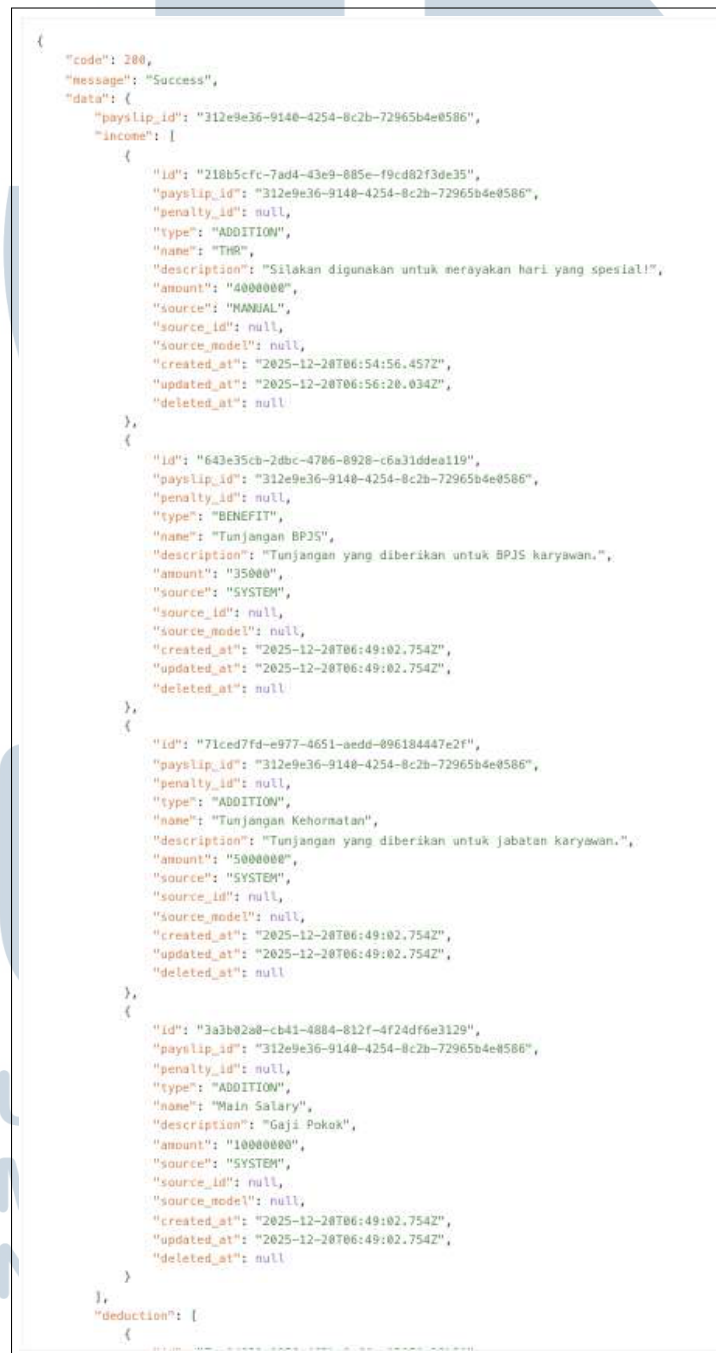 {
"code": 200,
"message": "Success",
"data": {
"payslip_id": "312e9e36-9140-4254-8c2b-72965b4e0586",
"income": [
{
"id": "218b5cfc-7ad4-43e9-885e-f9cd82f3de35",
"payslip_id": "312e9e36-9140-4254-8c2b-72965b4e0586",
"penalty_id": null,
"type": "ADDITION",
"name": "THR",
"description": "Silakan digunakan untuk merayakan hari yang spesial!",
"amount": "4000000",
"source": "MANUAL",
"source_id": null,
"source_model": null,
"created_at": "2025-12-20T06:54:56.457Z",
"updated_at": "2025-12-20T06:56:20.034Z",
"deleted_at": null
},
{
"id": "643e35cb-2dbc-4706-8928-c6a31ddea119",
"payslip_id": "312e9e36-9140-4254-8c2b-72965b4e0586",
"penalty_id": null,
"type": "BENEFIT",
"name": "Tunjangan BPJS",
"description": "Tunjangan yang diberikan untuk BPJS karyawan.",
"amount": "35000",
"source": "SYSTEM",
"source_id": null,
"source_model": null,
"created_at": "2025-12-20T06:49:02.754Z",
"updated_at": "2025-12-20T06:49:02.754Z",
"deleted_at": null
},
{
"id": "71ced7fd-e977-4651-aedd-096184447e2f",
"payslip_id": "312e9e36-9140-4254-8c2b-72965b4e0586",
"penalty_id": null,
"type": "ADDITION",
"name": "Tunjangan Kehormatan",
"description": "Tunjangan yang diberikan untuk jabatan karyawan.",
"amount": "5000000",
"source": "SYSTEM",
"source_id": null,
"source_model": null,
"created_at": "2025-12-20T06:49:02.754Z",
"updated_at": "2025-12-20T06:49:02.754Z",
"deleted_at": null
},
{
"id": "3a3b02a0-cb41-4884-812f-4f24df6e3129",
"payslip_id": "312e9e36-9140-4254-8c2b-72965b4e0586",
"penalty_id": null,
"type": "ADDITION",
"name": "Main Salary",
"description": "Gaji Pokok",
"amount": "10000000",
"source": "SYSTEM",
"source_id": null,
"source_model": null,
"created_at": "2025-12-20T06:49:02.754Z",
"updated_at": "2025-12-20T06:49:02.754Z",
"deleted_at": null
}
],
"deduction": [
{